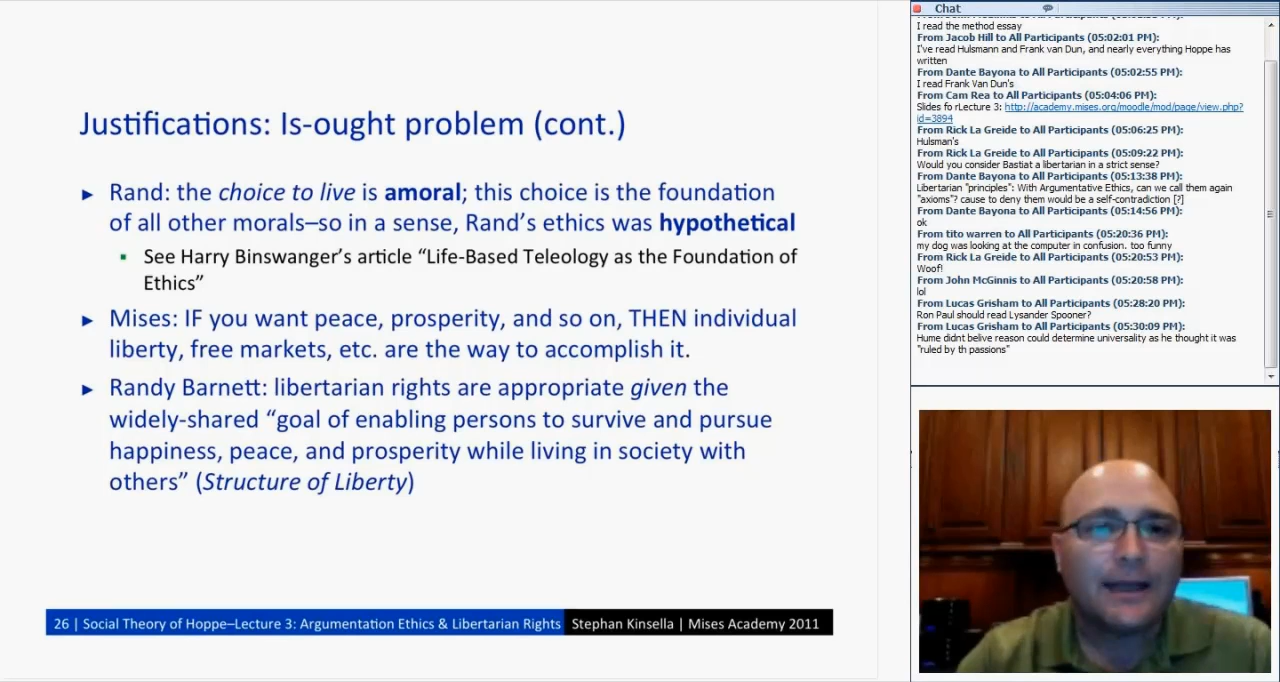 Justifications: Is-ought problem (cont.)
► Rand: the choice to live is amoral; this choice is the foundation
of all other morals–so in a sense, Rand's ethics was hypothetical
▪ See Harry Binswanger's article “Life-Based Teleology as the Foundation of
Ethics”
► Mises: IF you want peace, prosperity, and so on, THEN individual
liberty, free markets, etc. are the way to accomplish it.
► Randy Barnett: libertarian rights are appropriate given the
widely-shared “goal of enabling persons to survive and pursue
happiness, peace, and prosperity while living in society with
others” (Structure of Liberty)
26 | Social Theory of Hoppe–Lecture 3: Argumentation Ethics & Libertarian Rights Stephan Kinsella | Mises Academy 2011
Chat
I read the method essay
From Jacob Hill to All Participants (05:02:01 PM):
I've read Hulsmann and Frank van Dun, and nearly everything Hoppe has
written
From Dante Bayona to All Participants (05:02:55 PM):
I read Frank Van Dun's
From Cam Rea to All Participants (05:04:06 PM):
Slides fo rLecture 3: http://academy.mises.org/moodle/mod/page/view.php?
id=3894
From Rick La Greide to All Participants (05:06:25 PM):
Hulsman's
From Rick La Greide to All Participants (05:09:22 PM):
Would you consider Bastiat a libertarian in a strict sense?
From Dante Bayona to All Participants (05:13:38 PM):
Libertarian "principles": With Argumentative Ethics, can we call them again
"axioms"? cause to deny them would be a self-contradiction [?]
From Dante Bayona to All Participants (05:14:56 PM):
ok
From tito warren to All Participants (05:20:36 PM):
my dog was looking at the computer in confusion. too funny
From Rick La Greide to All Participants (05:20:53 PM):
Woof!
From John McGinnis to All Participants (05:20:58 PM):
lol
From Lucas Grisham to All Participants (05:28:20 PM):
Ron Paul should read Lysander Spooner?
From Lucas Grisham to All Participants (05:30:09 PM):
Hume didnt belive reason could determine universality as he thought it was
"ruled by th passions"